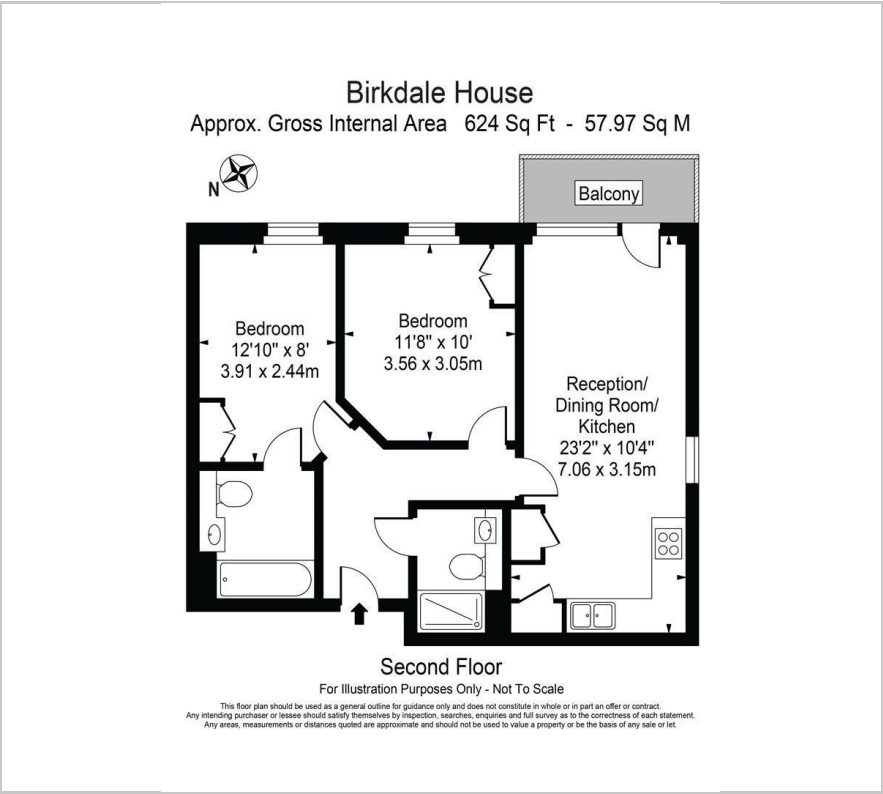 Birkdale House
Approx. Gross Internal Area 624 Sq Ft - 57.97 Sq M
N
Balcony
Bedroom
12'10" x 8'
3.91 x 2.44m
Bedroom
11'8" x 10'
3.56 x 3.05m
Reception/
Dining Room/
Kitchen
23'2" x 10'4"
7.06 x 3.15m
Second Floor
For Illustration Purposes Only - Not To Scale
This floor plan should be used as a general outline for guidance only and does not constitute in whole or in part an offer or contract.
Any intending purchaser or lessee should satisfy themselves by inspection, searches, enquiries and full survey as to the correctness of each statement.
Any areas, measurements or distances quoted are approximate and should not be used to value a property or be the basis of any sale or let.